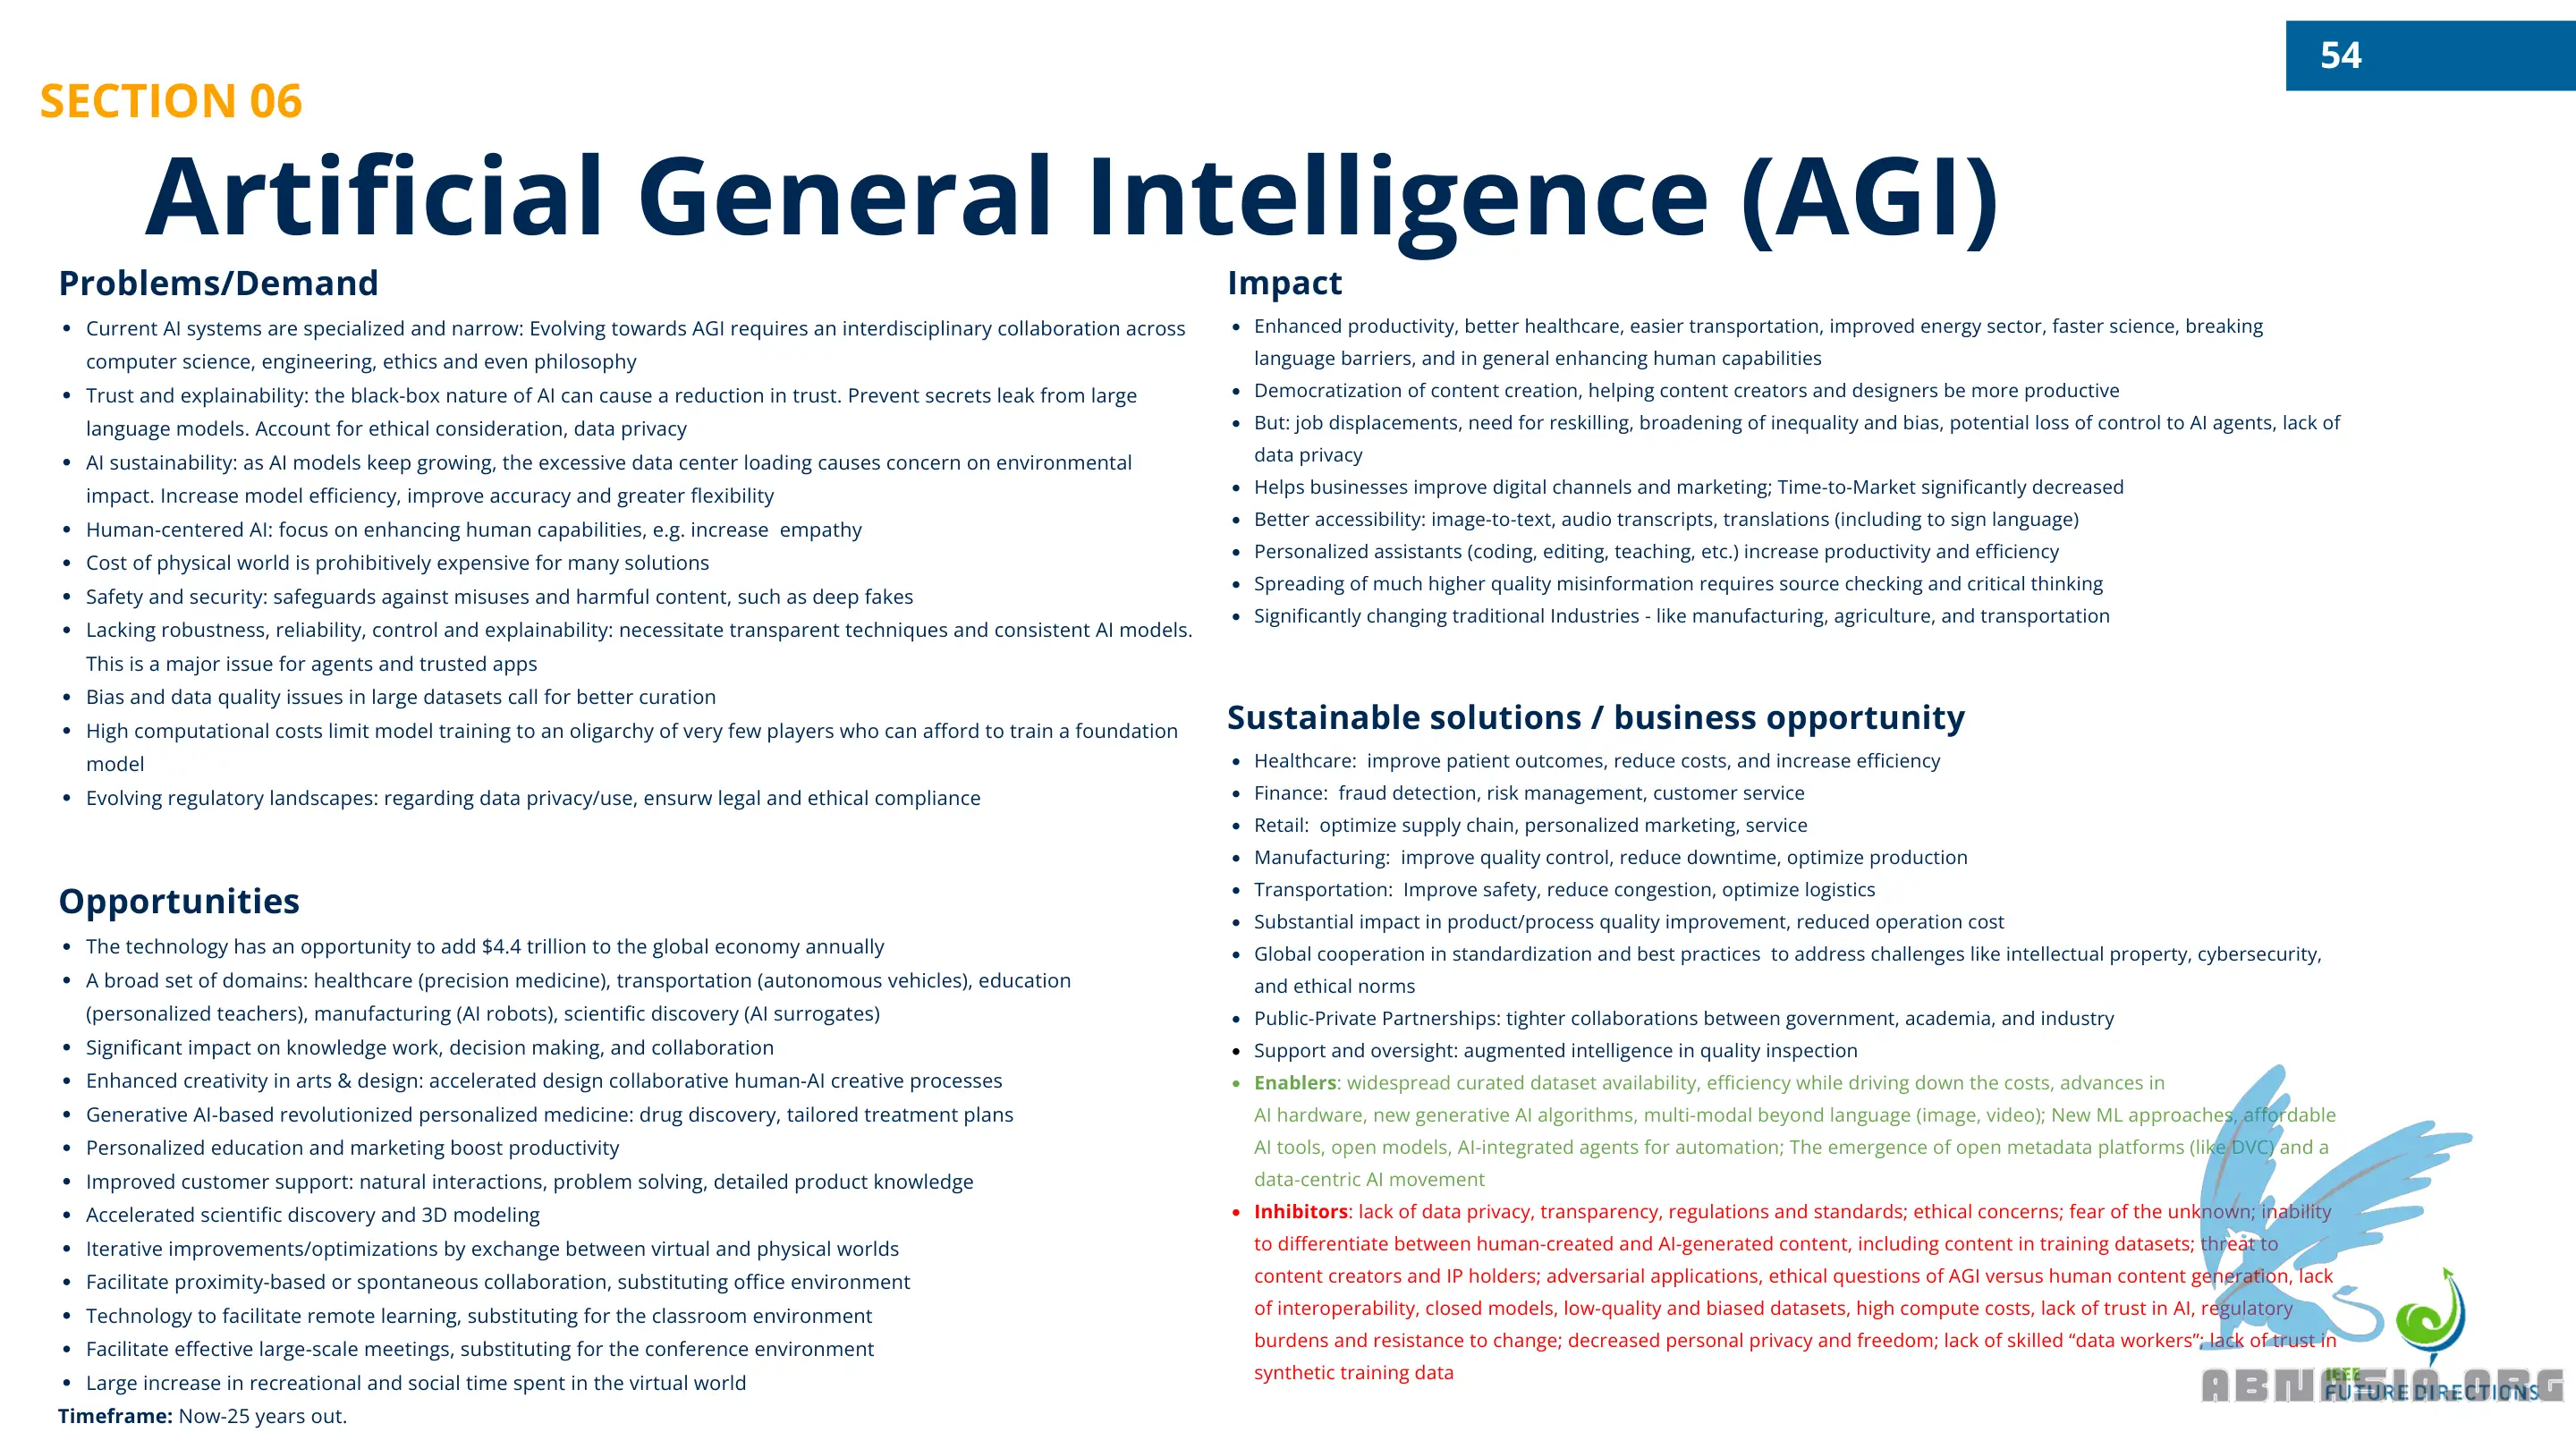 54
SECTION 06
Artificial General Intelligence (AGI)
Problems/Demand
• Current AI systems are specialized and narrow: Evolving towards AGI requires an interdisciplinary collaboration across
computer science, engineering, ethics and even philosophy
• Trust and explainability: the black-box nature of AI can cause a reduction in trust. Prevent secrets leak from large
language models. Account for ethical consideration, data privacy
• AI sustainability: as AI models keep growing, the excessive data center loading causes concern on environmental
impact. Increase model efficiency, improve accuracy and greater flexibility
• Human-centered AI: focus on enhancing human capabilities, e.g. increase  empathy
• Cost of physical world is prohibitively expensive for many solutions
• Safety and security: safeguards against misuses and harmful content, such as deep fakes
• Lacking robustness, reliability, control and explainability: necessitate transparent techniques and consistent AI models.
This is a major issue for agents and trusted apps
• Bias and data quality issues in large datasets call for better curation
• High computational costs limit model training to an oligarchy of very few players who can afford to train a foundation
model
• Evolving regulatory landscapes: regarding data privacy/use, ensurw legal and ethical compliance
Opportunities
• The technology has an opportunity to add $4.4 trillion to the global economy annually
• A broad set of domains: healthcare (precision medicine), transportation (autonomous vehicles), education
(personalized teachers), manufacturing (AI robots), scientific discovery (AI surrogates)
• Significant impact on knowledge work, decision making, and collaboration
• Enhanced creativity in arts & design: accelerated design collaborative human-AI creative processes
• Generative AI-based revolutionized personalized medicine: drug discovery, tailored treatment plans
• Personalized education and marketing boost productivity
• Improved customer support: natural interactions, problem solving, detailed product knowledge
• Accelerated scientific discovery and 3D modeling
• Iterative improvements/optimizations by exchange between virtual and physical worlds
• Facilitate proximity-based or spontaneous collaboration, substituting office environment
• Technology to facilitate remote learning, substituting for the classroom environment
• Facilitate effective large-scale meetings, substituting for the conference environment
• Large increase in recreational and social time spent in the virtual world
Timeframe: Now-25 years out.
Impact
• Enhanced productivity, better healthcare, easier transportation, improved energy sector, faster science, breaking
language barriers, and in general enhancing human capabilities
• Democratization of content creation, helping content creators and designers be more productive
• But: job displacements, need for reskilling, broadening of inequality and bias, potential loss of control to AI agents, lack of
data privacy
• Helps businesses improve digital channels and marketing; Time-to-Market significantly decreased
• Better accessibility: image-to-text, audio transcripts, translations (including to sign language)
• Personalized assistants (coding, editing, teaching, etc.) increase productivity and efficiency
• Spreading of much higher quality misinformation requires source checking and critical thinking
• Significantly changing traditional Industries - like manufacturing, agriculture, and transportation
Sustainable solutions / business opportunity
• Healthcare:  improve patient outcomes, reduce costs, and increase efficiency
• Finance:  fraud detection, risk management, customer service
• Retail:  optimize supply chain, personalized marketing, service
• Manufacturing:  improve quality control, reduce downtime, optimize production
• Transportation:  Improve safety, reduce congestion, optimize logistics
• Substantial impact in product/process quality improvement, reduced operation cost
• Global cooperation in standardization and best practices  to address challenges like intellectual property, cybersecurity,
and ethical norms
• Public-Private Partnerships: tighter collaborations between government, academia, and industry
• Support and oversight: augmented intelligence in quality inspection
• Enablers: widespread curated dataset availability, efficiency while driving down the costs, advances in
AI hardware, new generative AI algorithms, multi-modal beyond language (image, video); New ML approaches, affordable
AI tools, open models, AI-integrated agents for automation; The emergence of open metadata platforms (like DVC) and a
data-centric AI movement
• Inhibitors: lack of data privacy, transparency, regulations and standards; ethical concerns; fear of the unknown; inability
to differentiate between human-created and AI-generated content, including content in training datasets; threat to
content creators and IP holders; adversarial applications, ethical questions of AGI versus human content generation, lack
of interoperability, closed models, low-quality and biased datasets, high compute costs, lack of trust in AI, regulatory
burdens and resistance to change; decreased personal privacy and freedom; lack of skilled “data workers”; lack of trust in
synthetic training data
IEEE
FUTURE DIRECTIONS
ABNASIA.ORG